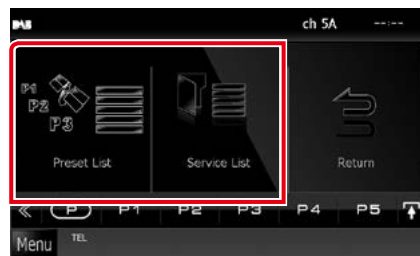 DAB ch 5A --:--
P1
P2
P3
Preset List Service List Return
P P1 P2 P3 P4 P5
Menu TEL